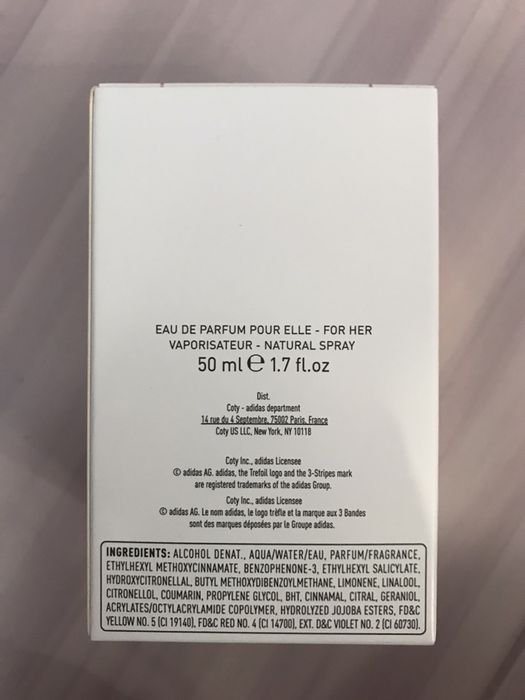 EAU DE PARFUM POUR ELLE - FOR HER
VAPORISATEUR - NATURAL SPRAY
50 ml ℮ 1.7 fl.oz
Dist.
Coty - adidas department
14 rue du 4 Septembre, 75002 Paris, France
Coty US LLC, New York, NY 10118
Coty Inc., adidas Licensee
© adidas AG. adidas, the Trefoil logo and the 3-Stripes mark
are registered trademarks of the adidas Group.
Coty Inc., adidas Licensee
© adidas AG. Le nom adidas, le logo trèfle et la marque aux 3 Bandes
sont des marques déposées par le Groupe adidas.
INGREDIENTS: ALCOHOL DENAT., AQUA/WATER/EAU, PARFUM/FRAGRANCE,
ETHYLHEXYL METHOXYCINNAMATE, BENZOPHENONE-3, ETHYLHEXYL SALICYLATE,
HYDROXYCITRONELLAL, BUTYL METHOXYDIBENZOYLMETHANE, LIMONENE, LINALOOL,
CITRONELLOL, COUMARIN, PROPYLENE GLYCOL, BHT, CINNAMAL, CITRAL, GERANIOL,
ACRYLATES/OCTYLACRYLAMIDE COPOLYMER, HYDROLYZED JOJOBA ESTERS, FD&C
YELLOW NO. 5 (CI 19140), FD&C RED NO. 4 (CI 14700), EXT. D&C VIOLET NO. 2 (CI 60730).